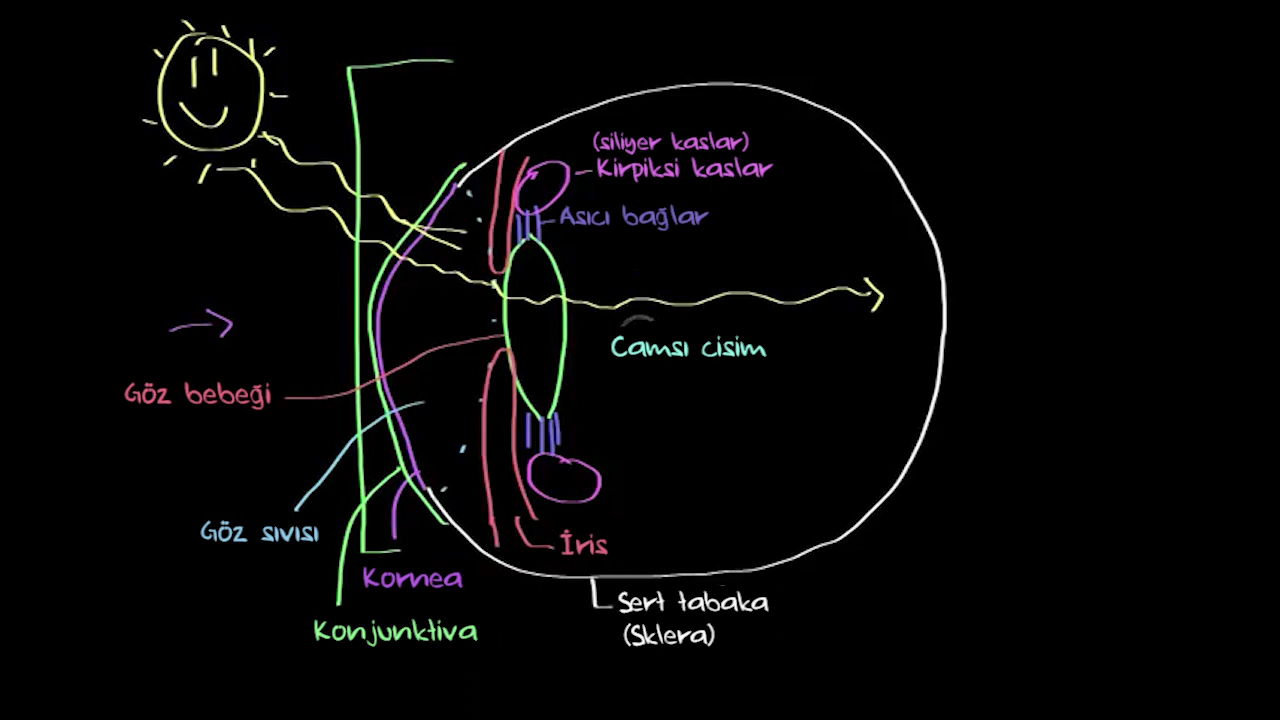 (siliyer kaslar)
Kirpiksi kaslar
Asıcı bağlar
Camsı cisim
Göz bebeği
Göz sıvısı
İris
Kornea
Sert tabaka
(Sklera)
Konjunktiva